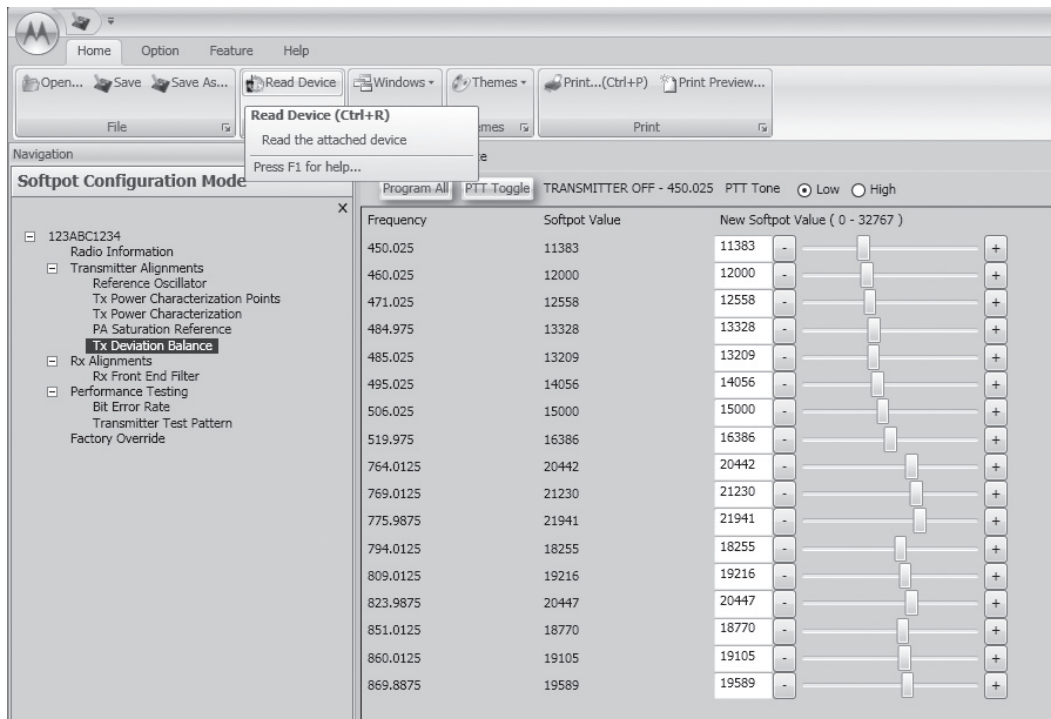 Home Option Feature Help
Open... Save Save As... Read Device Windows Themes Print...(Ctrl+P) Print Preview...
File Print
Read Device (Ctrl+R)
Read the attached device
Press F1 for help...
Navigation
Softpot Configuration Mode
x
123ABC1234
Radio Information
Transmitter Alignments
Reference Oscillator
Tx Power Characterization Points
Tx Power Characterization
PA Saturation Reference
Tx Deviation Balance
Rx Alignments
Rx Front End Filter
Performance Testing
Bit Error Rate
Transmitter Test Pattern
Factory Override
Program All PTT Toggle TRANSMITTER OFF - 450.025 PTT Tone Low High
Frequency Softpot Value New Softpot Value ( 0 - 32767 )
450.025 11383 11383 - +
460.025 12000 12000 - +
471.025 12558 12558 - +
484.975 13328 13328 - +
485.025 13209 13209 - +
495.025 14056 14056 - +
506.025 15000 15000 - +
519.975 16386 16386 - +
764.0125 20442 20442 - +
769.0125 21230 21230 - +
775.9875 21941 21941 - +
794.0125 18255 18255 - +
809.0125 19216 19216 - +
823.9875 20447 20447 - +
851.0125 18770 18770 - +
860.0125 19105 19105 - +
869.8875 19589 19589 - +